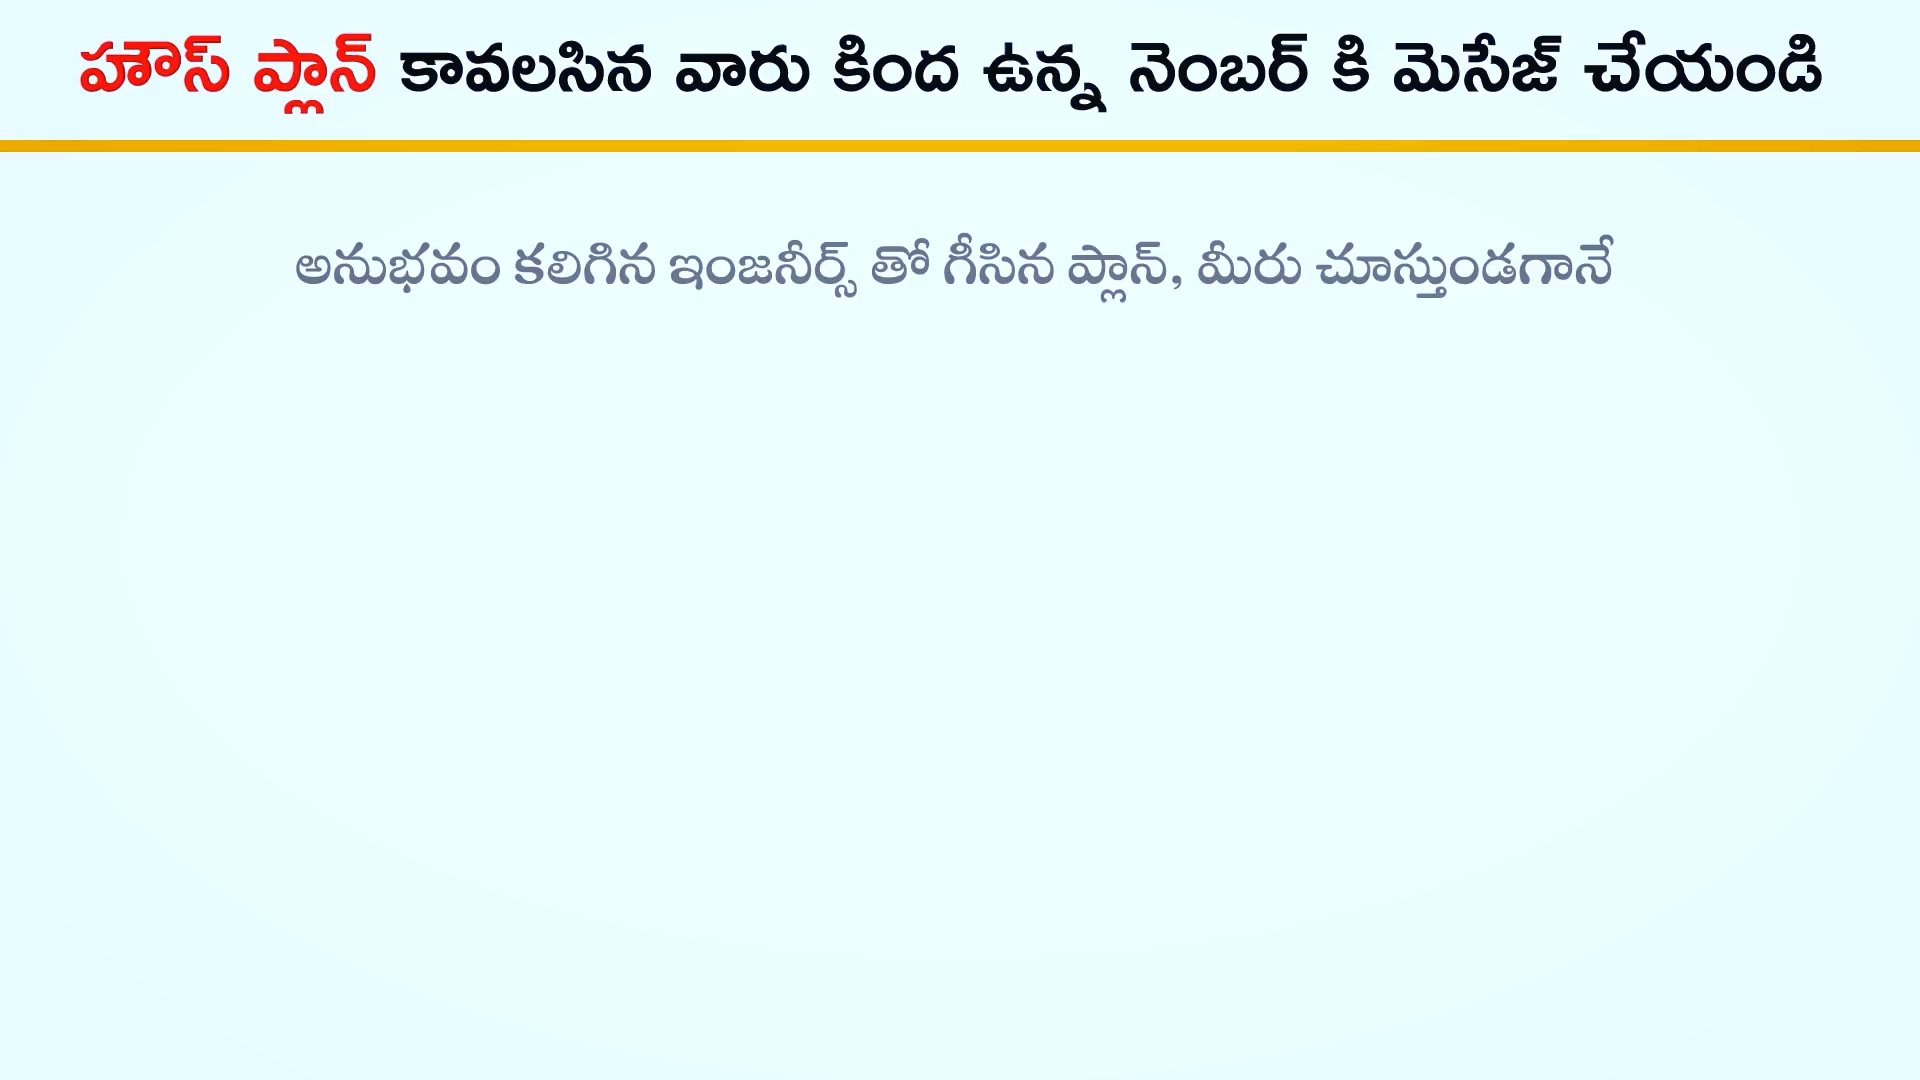 హౌస్ ప్లాన్ కావలసిన వారు కింద ఉన్న నెంబర్ కి మెసేజ్ చేయండి
అనుభవం కలిగిన ఇంజనీర్స్ తో గీసిన ప్లాన్, మీరు చూస్తుండగానే